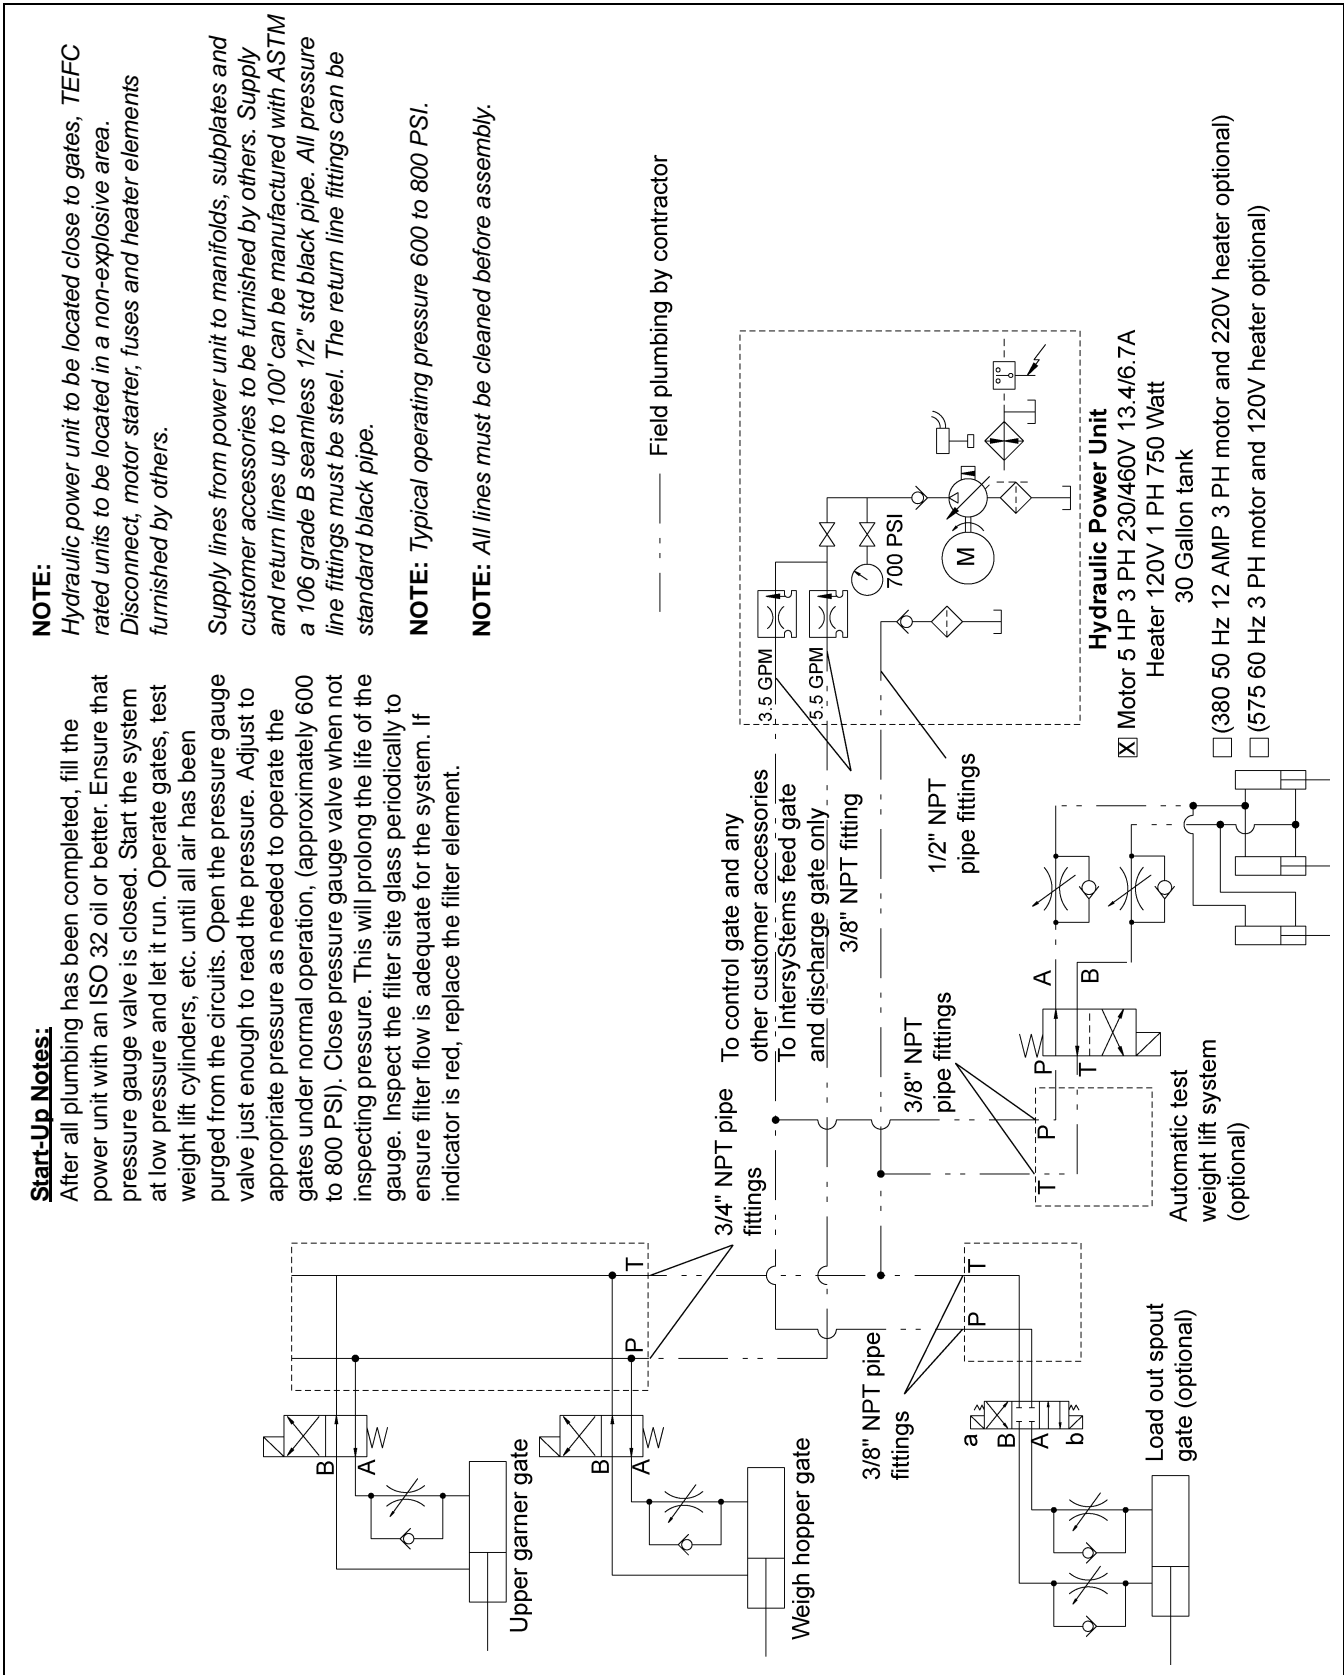 Start-Up Notes:
After all plumbing has been completed, fill the
power unit with an ISO 32 oil or better. Ensure that
pressure gauge valve is closed. Start the system
at low pressure and let it run. Operate gates, test
weight lift cylinders, etc. until all air has been
purged from the circuits. Open the pressure gauge
valve just enough to read the pressure. Adjust to
appropriate pressure as needed to operate the
gates under normal operation, (approximately 600
to 800 PSI). Close pressure gauge valve when not
inspecting pressure. This will prolong the life of the
gauge. Inspect the filter site glass periodically to
ensure filter flow is adequate for the system. If
indicator is red, replace the filter element.
NOTE:
Hydraulic power unit to be located close to gates, TEFC
rated units to be located in a non-explosive area.
Disconnect, motor starter, fuses and heater elements
furnished by others.
Supply lines from power unit to manifolds, subplates and
customer accessories to be furnished by others. Supply
and return lines up to 100' can be manufactured with ASTM
a 106 grade B seamless 1/2" std black pipe. All pressure
line fittings must be steel. The return line fittings can be
standard black pipe.
NOTE: Typical operating pressure 600 to 800 PSI.
NOTE: All lines must be cleaned before assembly.
Field plumbing by contractor
B
A
Upper garner gate
P
T
B
A
Weigh hopper gate
3/4" NPT pipe
fittings
To control gate and any
other customer accessories
To IntersyStems feed gate
and discharge gate only
3/8" NPT fitting
3.5 GPM
5.5 GPM
700 PSI
M
1/2" NPT
pipe fittings
3/8" NPT pipe
fittings
P
T
a
B
A
b
Load out spout
gate (optional)
3/8" NPT
pipe fittings
T
P
P
T
A
B
Automatic test
weight lift system
(optional)
Hydraulic Power Unit
X Motor 5 HP 3 PH 230/460V 13.4/6.7A
Heater 120V 1 PH 750 Watt
30 Gallon tank
(380 50 Hz 12 AMP 3 PH motor and 220V heater optional)
(575 60 Hz 3 PH motor and 120V heater optional)